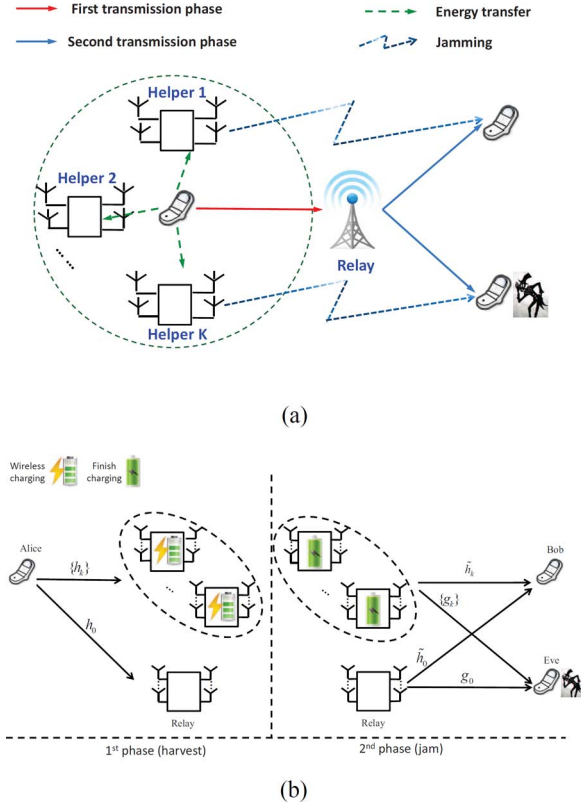 First transmission phase
Energy transfer
Second transmission phase
Jamming
Helper 1
Helper 2
Relay
Helper K
(a)
Wireless charging
Finish charging
Alice
Bob
{h_k}
h̃_k
{g_k}
h_0
h̃_0
Eve
g_0
Relay
Relay
1st phase (harvest)
2nd phase (jam)
(b)